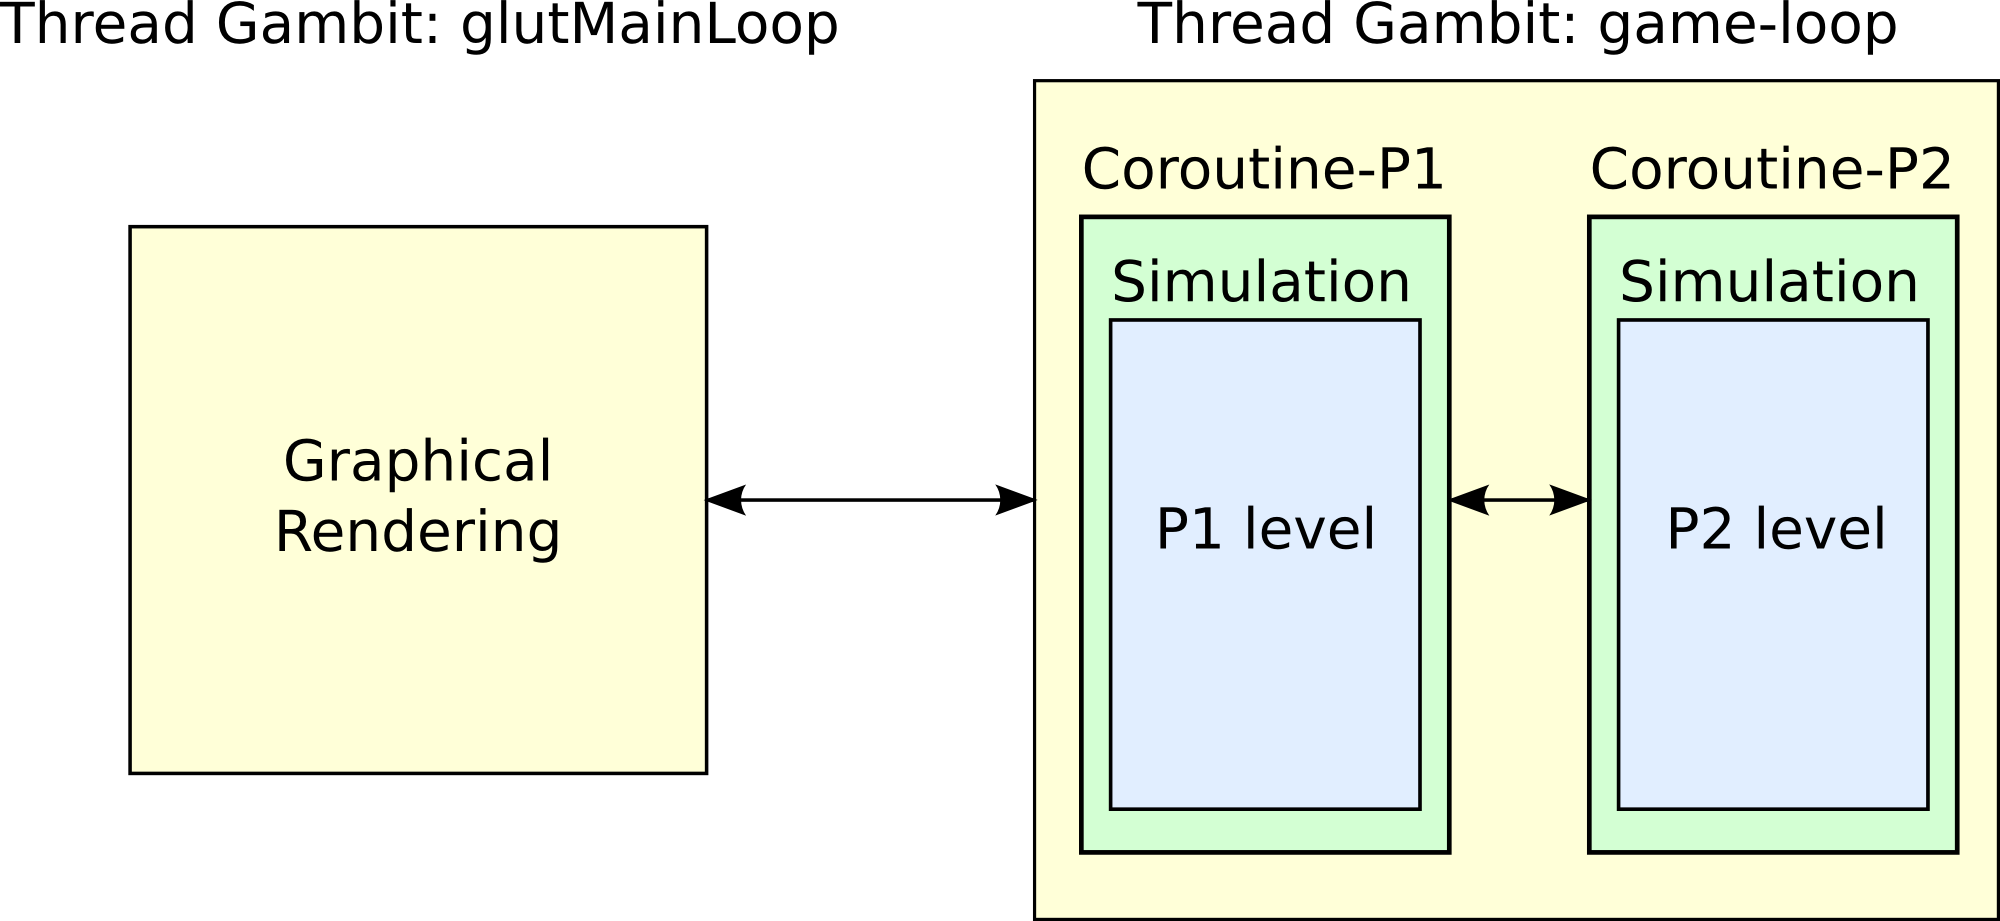 Thread Gambit: glutMainLoop
Thread Gambit: game-loop
Coroutine-P1
Coroutine-P2
Simulation
Simulation
Graphical
Rendering
P1 level
P2 level